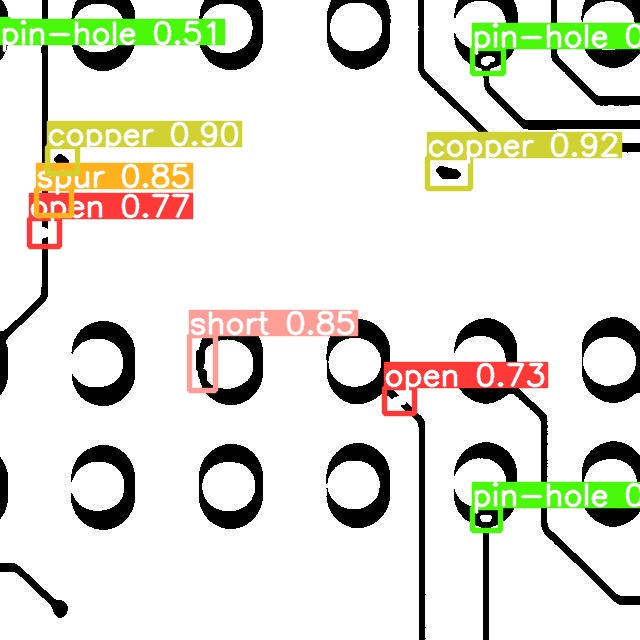 pin-hole 0.51
pin-hole 0
copper 0.90
copper 0.92
spur 0.85
open 0.77
short 0.85
open 0.73
pin-hole 0